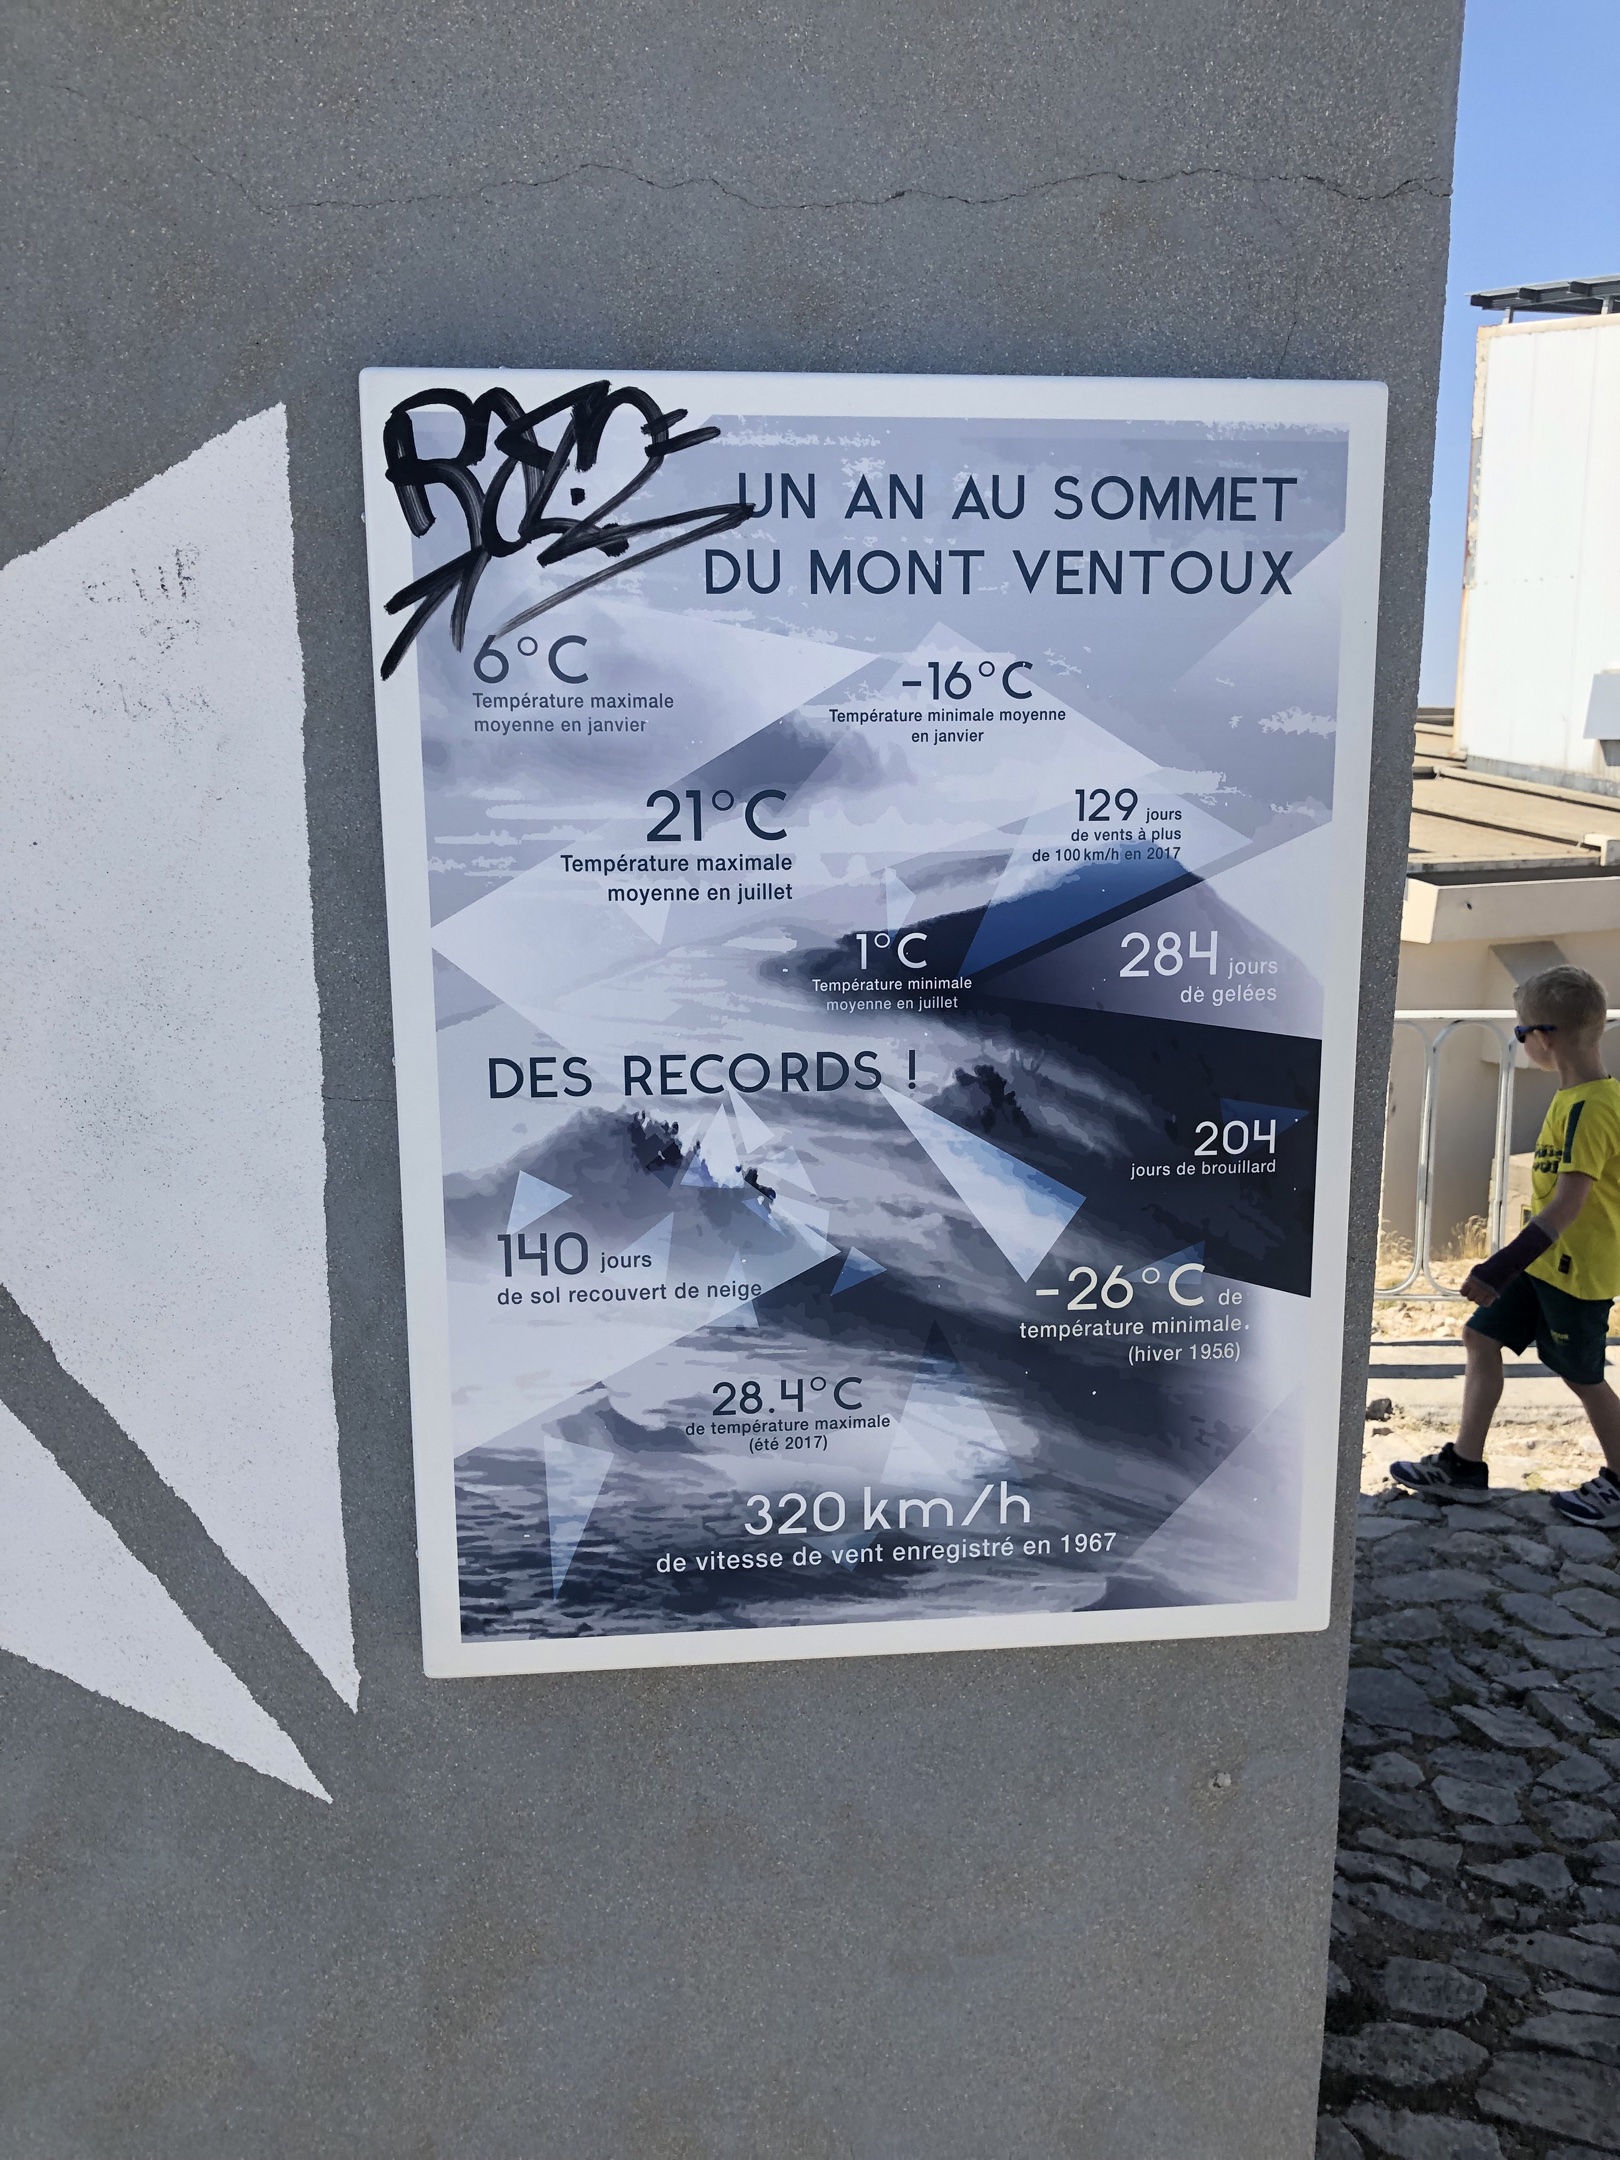 UN AN AU SOMMET
DU MONT VENTOUX
6°C
Température maximale
moyenne en janvier
-16°C
Température minimale moyenne
en janvier
21°C
Température maximale
moyenne en juillet
129 jours
de vents à plus
de 100 km/h en 2017
1°C
Température minimale
moyenne en juillet
284 jours
de gelées
DES RECORDS !
204
jours de brouillard
140 jours
de sol recouvert de neige
-26°C de
température minimale.
(hiver 1956)
28.4°C
de température maximale
(été 2017)
320 km/h
de vitesse de vent enregistré en 1967